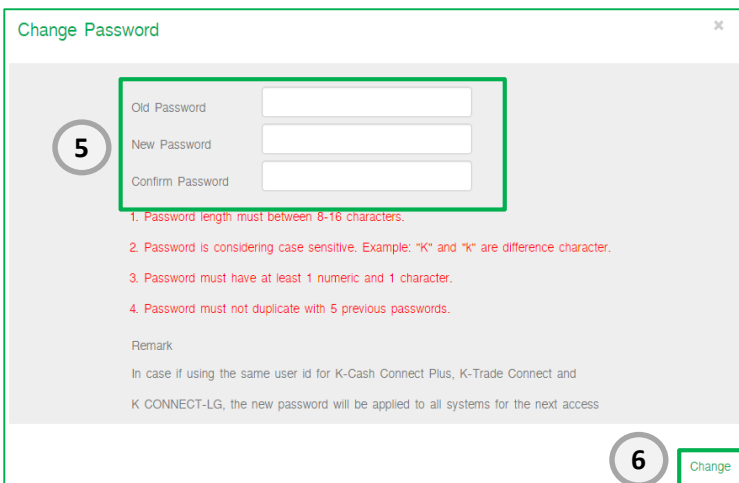 Change Password
×
5
Old Password
New Password
Confirm Password
1. Password length must between 8-16 characters.
2. Password is considering case sensitive. Example: "K" and "k" are difference character.
3. Password must have at least 1 numeric and 1 character.
4. Password must not duplicate with 5 previous passwords.
Remark
In case if using the same user id for K-Cash Connect Plus, K-Trade Connect and
K CONNECT-LG, the new password will be applied to all systems for the next access
6
Change